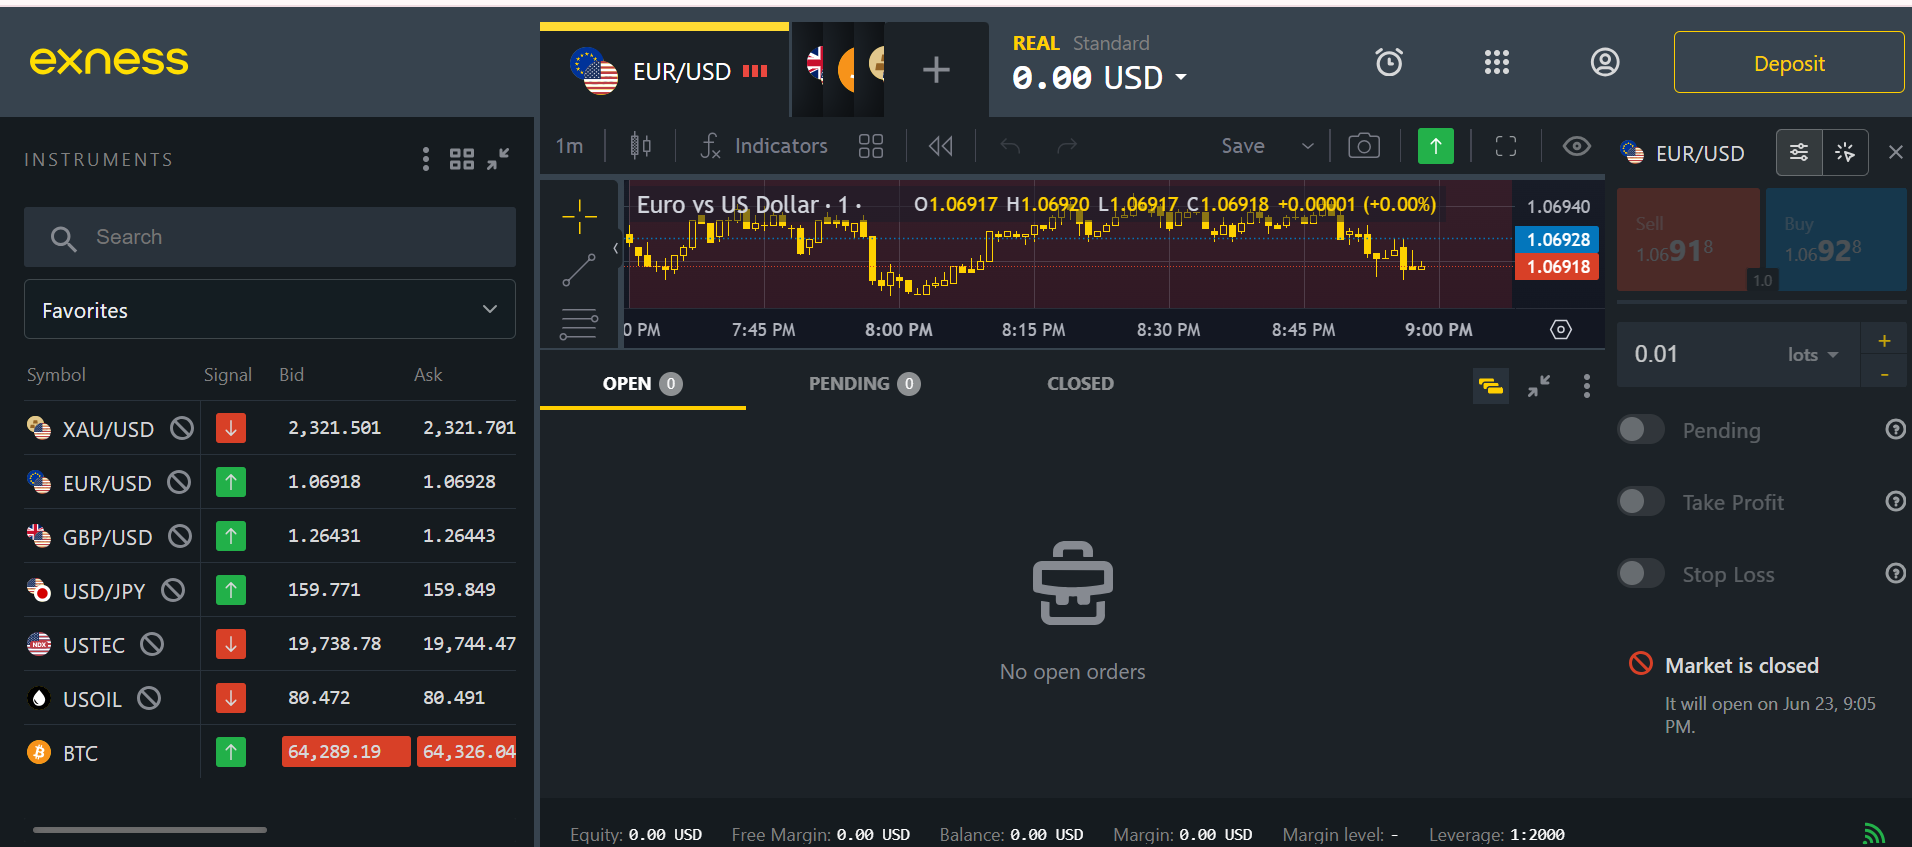 exness
EUR/USD
REAL Standard
0.00 USD
Deposit
INSTRUMENTS
Search
Favorites
Symbol Signal Bid Ask
XAU/USD 2,321.501 2,321.701
EUR/USD 1.06918 1.06928
GBP/USD 1.26431 1.26443
USD/JPY 159.771 159.849
USTEC 19,738.78 19,744.47
USOIL 80.472 80.491
BTC 64,289.19 64,326.04
1m Indicators Save
Euro vs US Dollar · 1 · O1.06917 H1.06920 L1.06917 C1.06918 +0.00001 (+0.00%)
1.06940
1.06928
1.06918
0 PM 7:45 PM 8:00 PM 8:15 PM 8:30 PM 8:45 PM 9:00 PM
OPEN 0 PENDING 0 CLOSED
No open orders
Equity: 0.00 USD Free Margin: 0.00 USD Balance: 0.00 USD Margin: 0.00 USD Margin level: - Leverage: 1:2000
EUR/USD
Sell Buy
1.06918 1.06928
1.0
0.01 lots + -
Pending
Take Profit
Stop Loss
Market is closed
It will open on Jun 23, 9:05
PM.